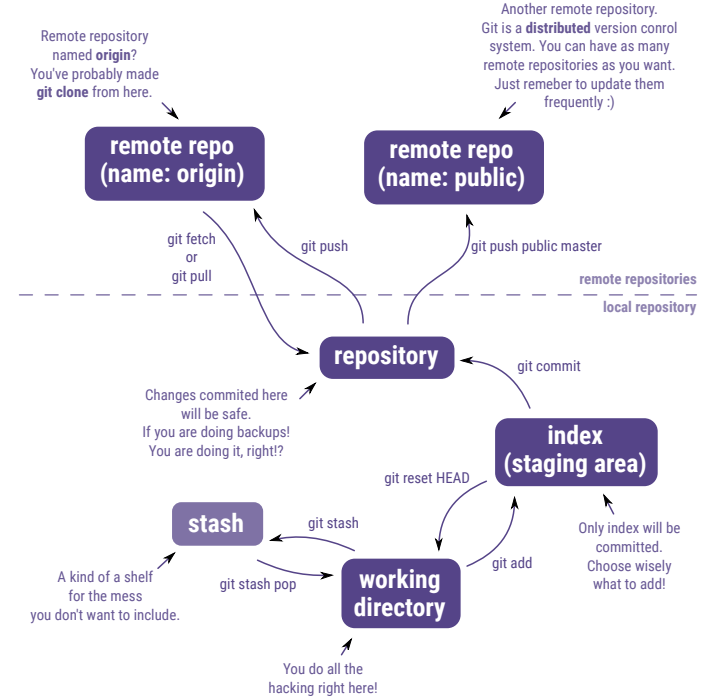 Another remote repository.
Git is a distributed version conrol
system. You can have as many
remote repositories as you want.
Just remeber to update them
frequently :)
Remote repository
named origin?
You've probably made
git clone from here.
remote repo
(name: origin)
remote repo
(name: public)
git fetch
or
git pull
git push
git push public master
remote repositories
local repository
repository
git commit
Changes commited here
will be safe.
If you are doing backups!
You are doing it, right!?
index
(staging area)
git reset HEAD
stash
git stash
Only index will be
committed.
Choose wisely
what to add!
git add
A kind of a shelf
for the mess
you don't want to include.
git stash pop
working
directory
You do all the
hacking right here!